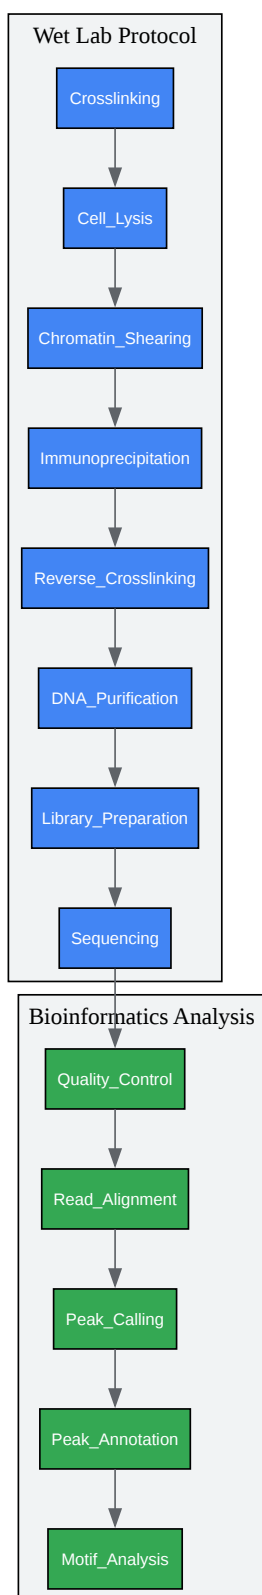 Wet Lab Protocol
Crosslinking
Cell_Lysis
Chromatin_Shearing
Immunoprecipitation
Reverse_Crosslinking
DNA_Purification
Library_Preparation
Sequencing
Bioinformatics Analysis
Quality_Control
Read_Alignment
Peak_Calling
Peak_Annotation
Motif_Analysis